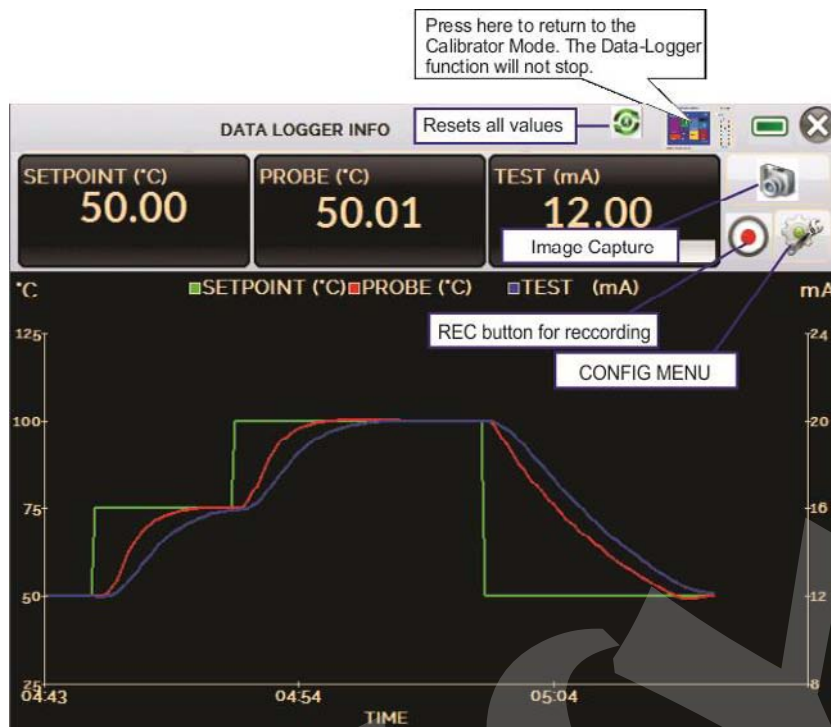 Press here to return to the
Calibrator Mode. The Data-Logger
function will not stop.
DATA LOGGER INFO
Resets all values
SETPOINT (°C)
50.00
PROBE (°C)
50.01
TEST (mA)
12.00
Image Capture
°C
SETPOINT (°C) PROBE (°C) TEST (mA)
mA
REC button for reccording
CONFIG MENU
125
24
100
20
75
16
50
12
25
8
04:43
04:54
05:04
TIME